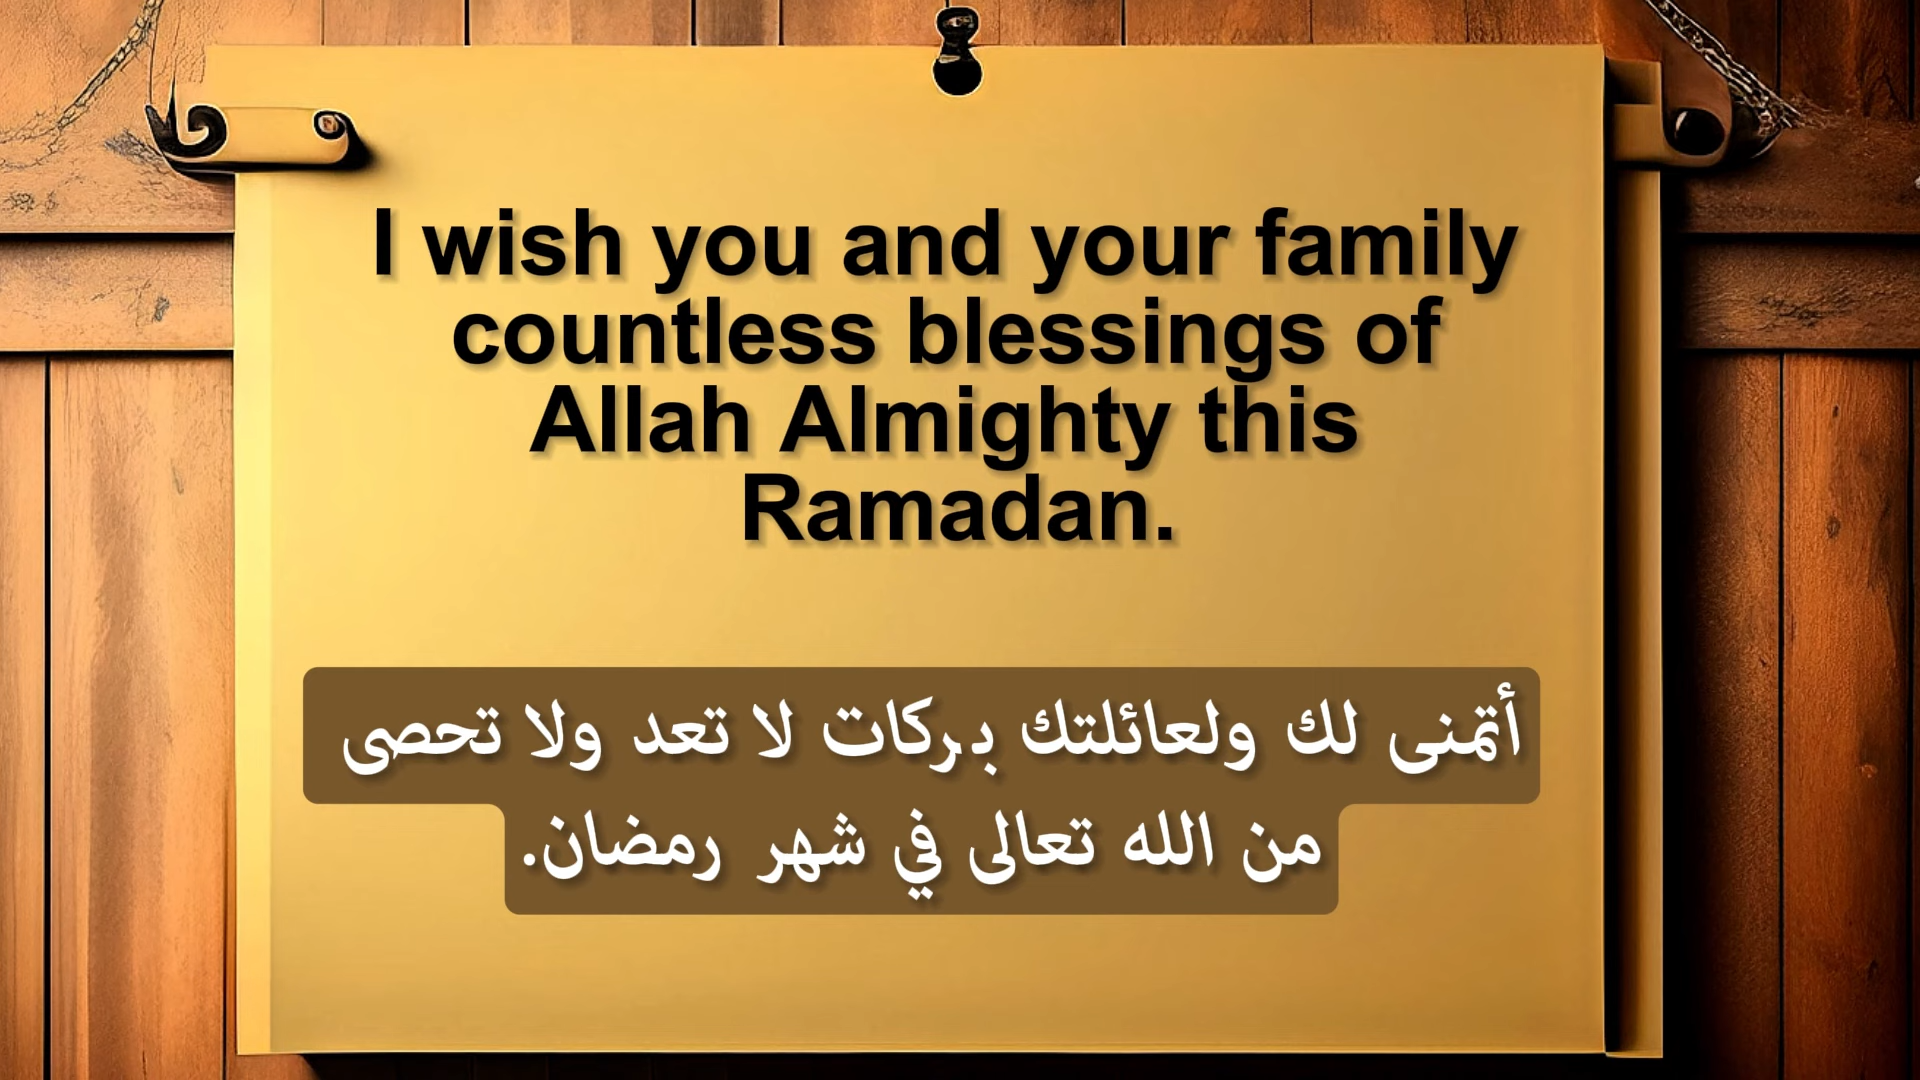 I wish you and your family
countless blessings of
Allah Almighty this
Ramadan.
أتمنى لك ولعائلتك بركات لا تعد ولا تحصى
من الله تعالى في شهر رمضان.